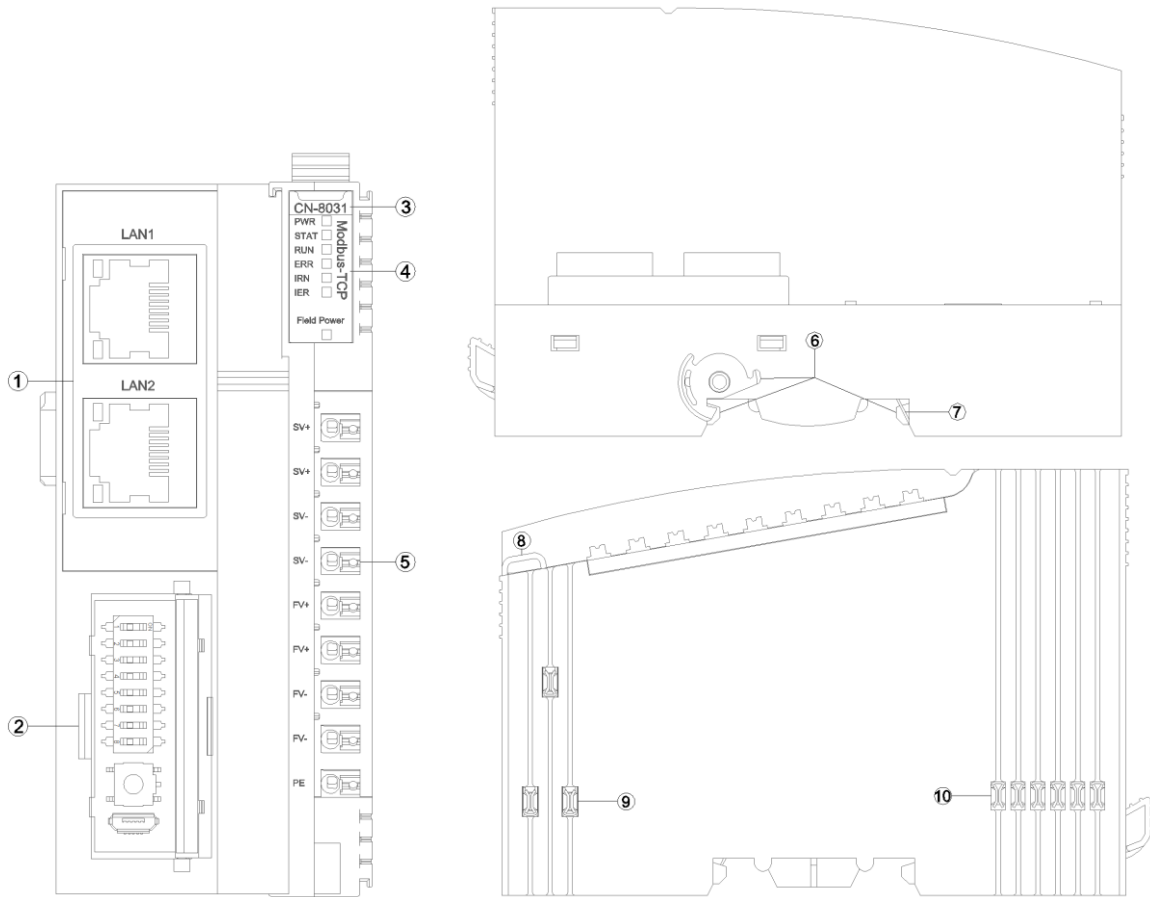 CN-8031
PWR
STAT
RUN
ERR
IRN
IER
Modbus-TCP
Field Power
LAN1
LAN2
SV+
SV+
SV-
SV-
FV+
FV+
FV-
FV-
PE
1
2
3
4
5
6
7
8
9
10